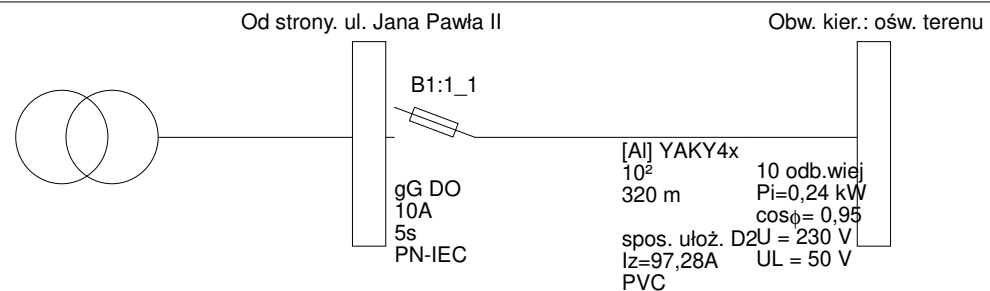 Od strony. ul. Jana Pawła II
Obw. kier.: ośw. terenu
B1:1_1
gG DO
10A
5s
PN-IEC
[Al] YAKY4x
10²
320 m
spos. ułoż. D2
Iz=97,28A
PVC
10 odb.wiej
Pi=0,24 kW
cosϕ= 0,95
U = 230 V
UL = 50 V